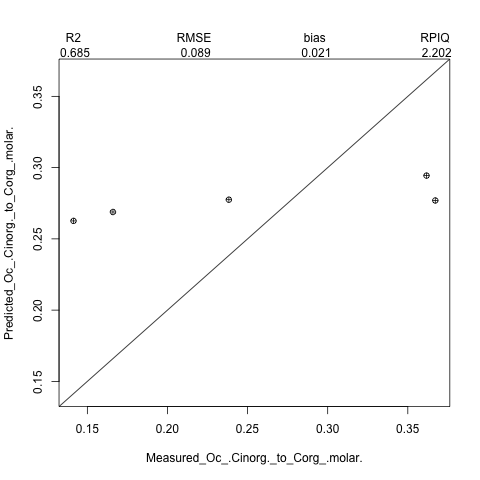 R2 RMSE bias RPIQ
0.685 0.089 0.021 2.202
Predicted_Oc_.Cinorg._to_Corg_.molar.
0.35
0.30
0.25
0.20
0.15
0.15 0.20 0.25 0.30 0.35
Measured_Oc_.Cinorg._to_Corg_.molar.